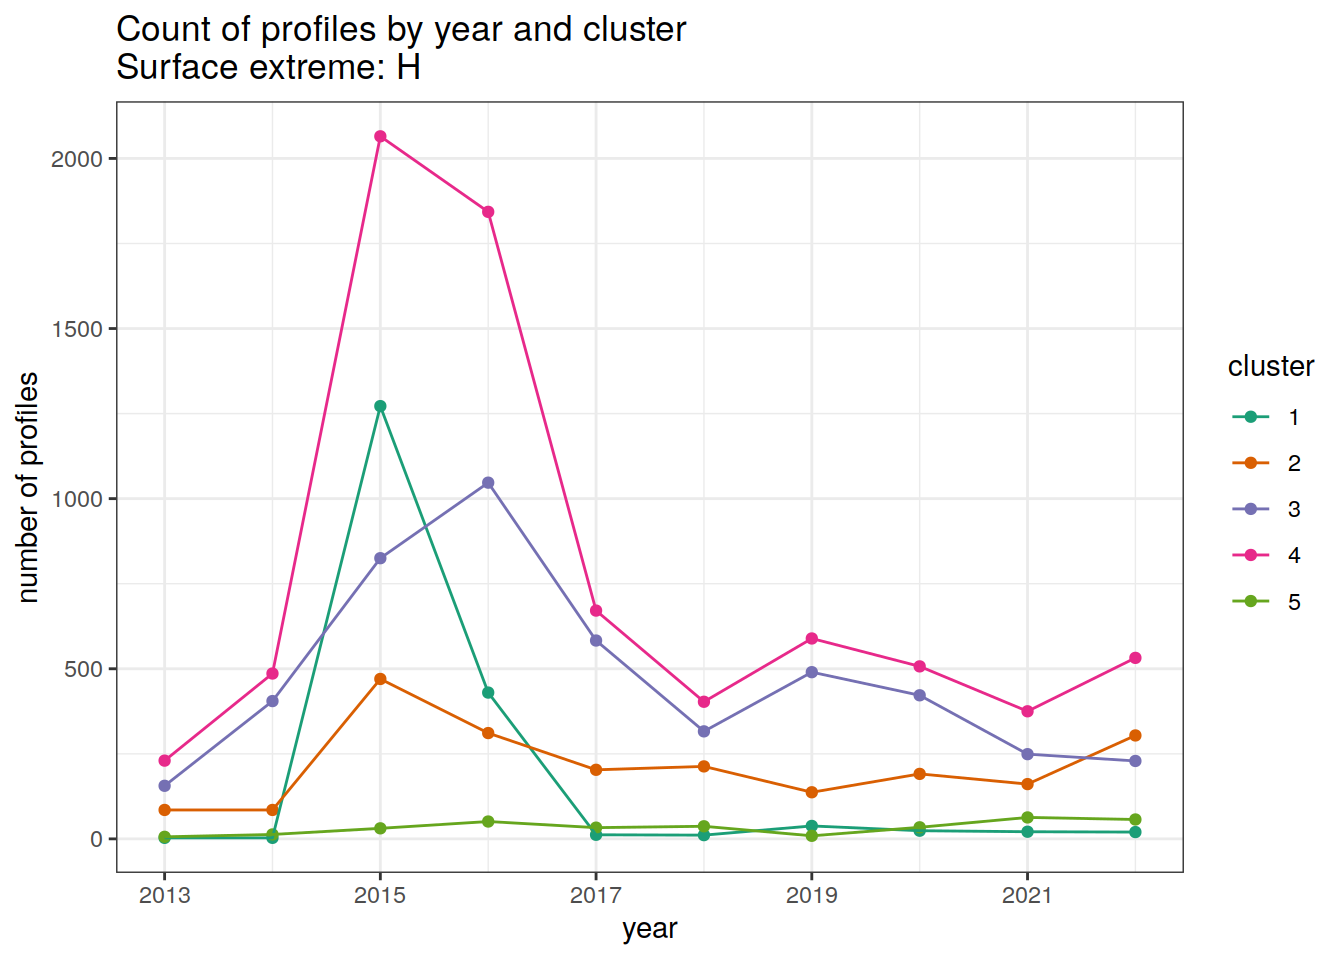 Count of profiles by year and cluster
Surface extreme: H
number of profiles
2000
1500
1000
500
0
2013 2015 2017 2019 2021
year
cluster
1
2
3
4
5